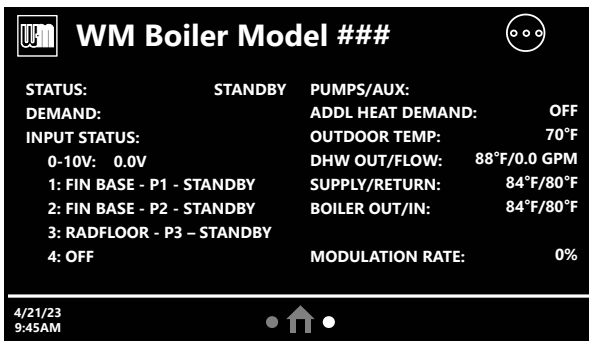 WM WM Boiler Model ###
STATUS: STANDBY
DEMAND:
INPUT STATUS:
0-10V: 0.0V
1: FIN BASE - P1 - STANDBY
2: FIN BASE - P2 - STANDBY
3: RADFLOOR - P3 – STANDBY
4: OFF
PUMPS/AUX:
ADDL HEAT DEMAND: OFF
OUTDOOR TEMP: 70°F
DHW OUT/FLOW: 88°F/0.0 GPM
SUPPLY/RETURN: 84°F/80°F
BOILER OUT/IN: 84°F/80°F
MODULATION RATE: 0%
4/21/23
9:45AM